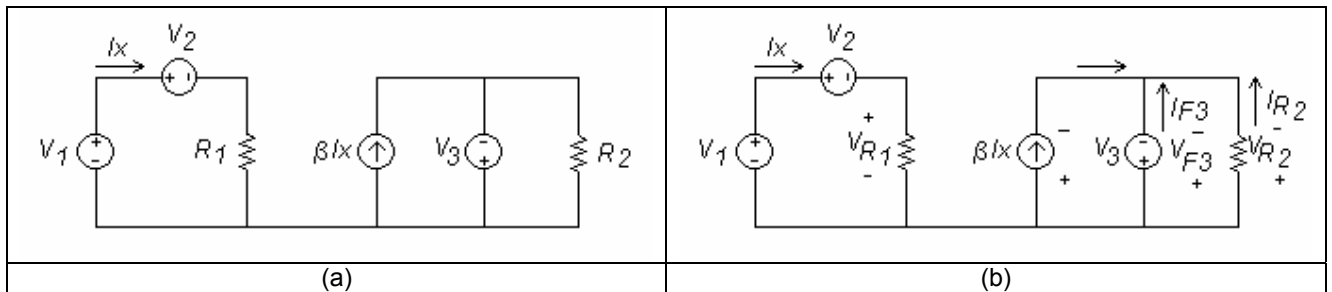 Ix
V2
+ -
V1
+
-
R1
βIx
V3
-
+
R2
Ix
V2
+ -
V1
+
-
+
VR1
-
βIx
-
+
V3
-
+
IF3
-
VF3
+
IR2
-
VR2
+
(a)
(b)